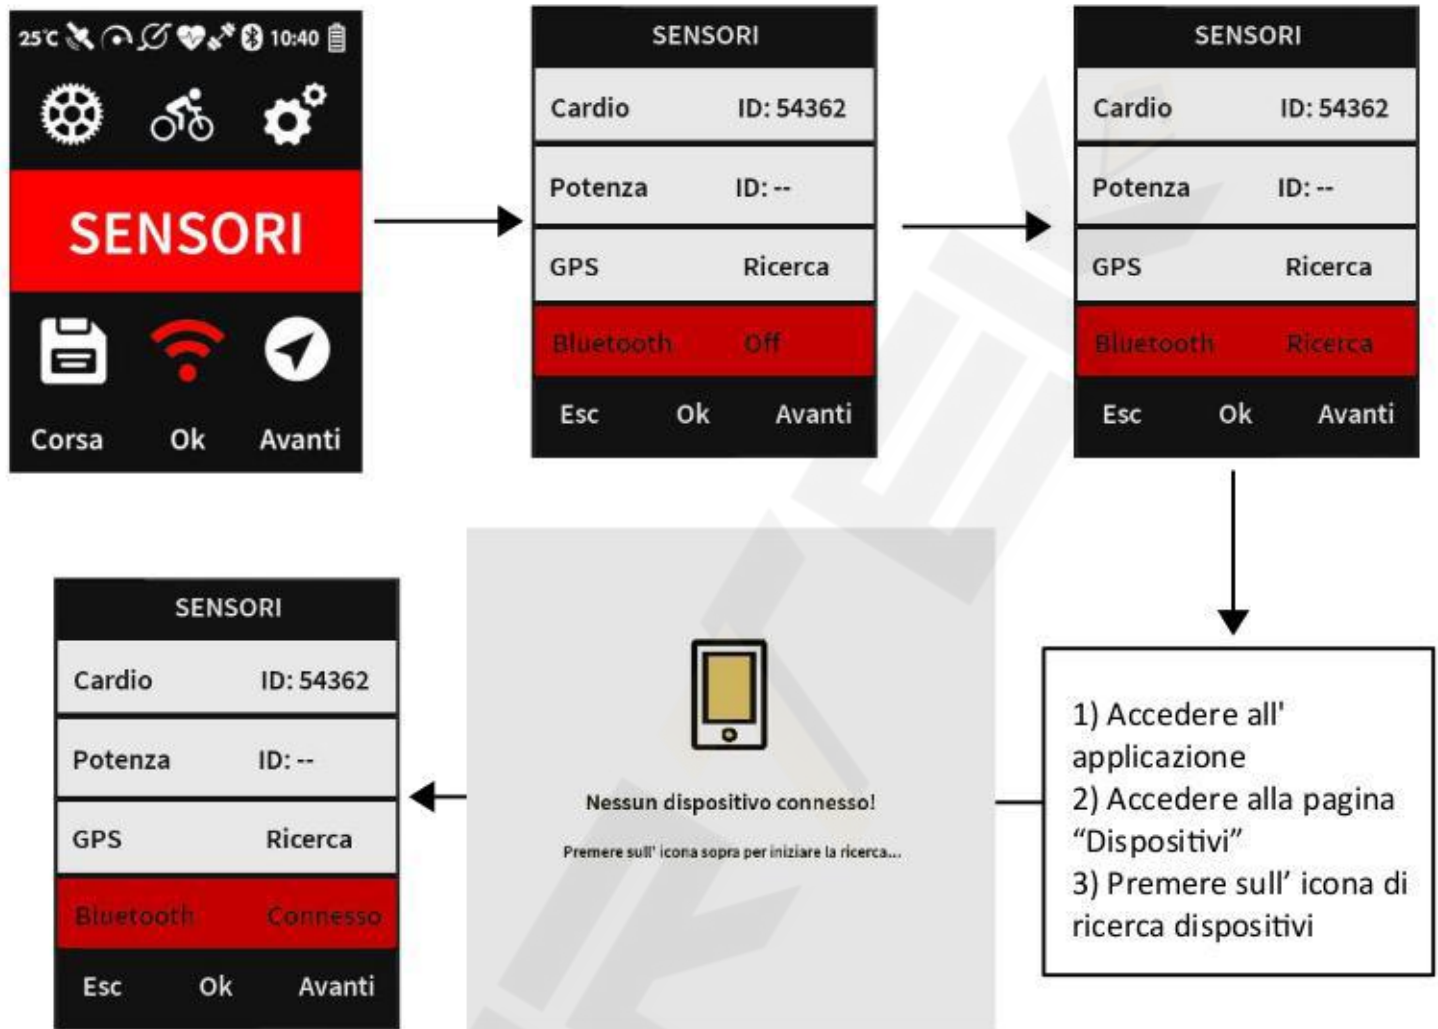 25℃ 10:40
SENSORI
Corsa Ok Avanti
SENSORI
Cardio ID: 54362
Potenza ID: --
GPS Ricerca
Bluetooth Off
Esc Ok Avanti
SENSORI
Cardio ID: 54362
Potenza ID: --
GPS Ricerca
Bluetooth Ricerca
Esc Ok Avanti
1) Accedere all'
applicazione
2) Accedere alla pagina
“Dispositivi”
3) Premere sull’ icona di
ricerca dispositivi
Nessun dispositivo connesso!
Premere sull' icona sopra per iniziare la ricerca...
SENSORI
Cardio ID: 54362
Potenza ID: --
GPS Ricerca
Bluetooth Connesso
Esc Ok Avanti